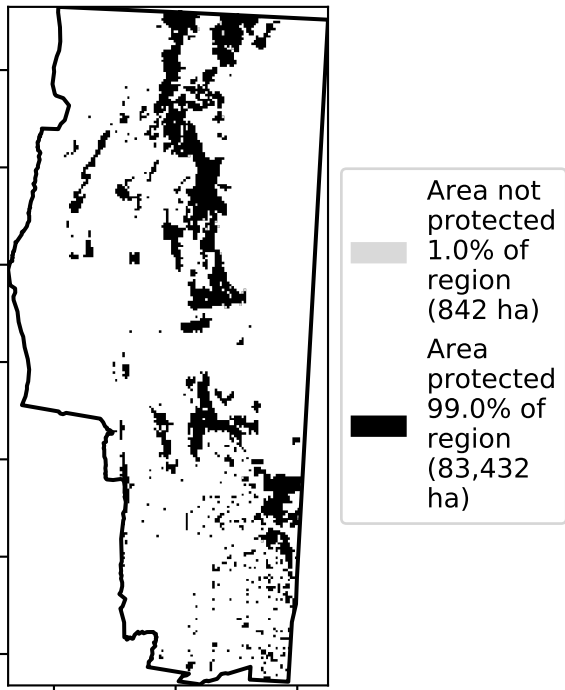 Area not
protected
1.0% of
region
(842 ha)
Area
protected
99.0% of
region
(83,432
ha)